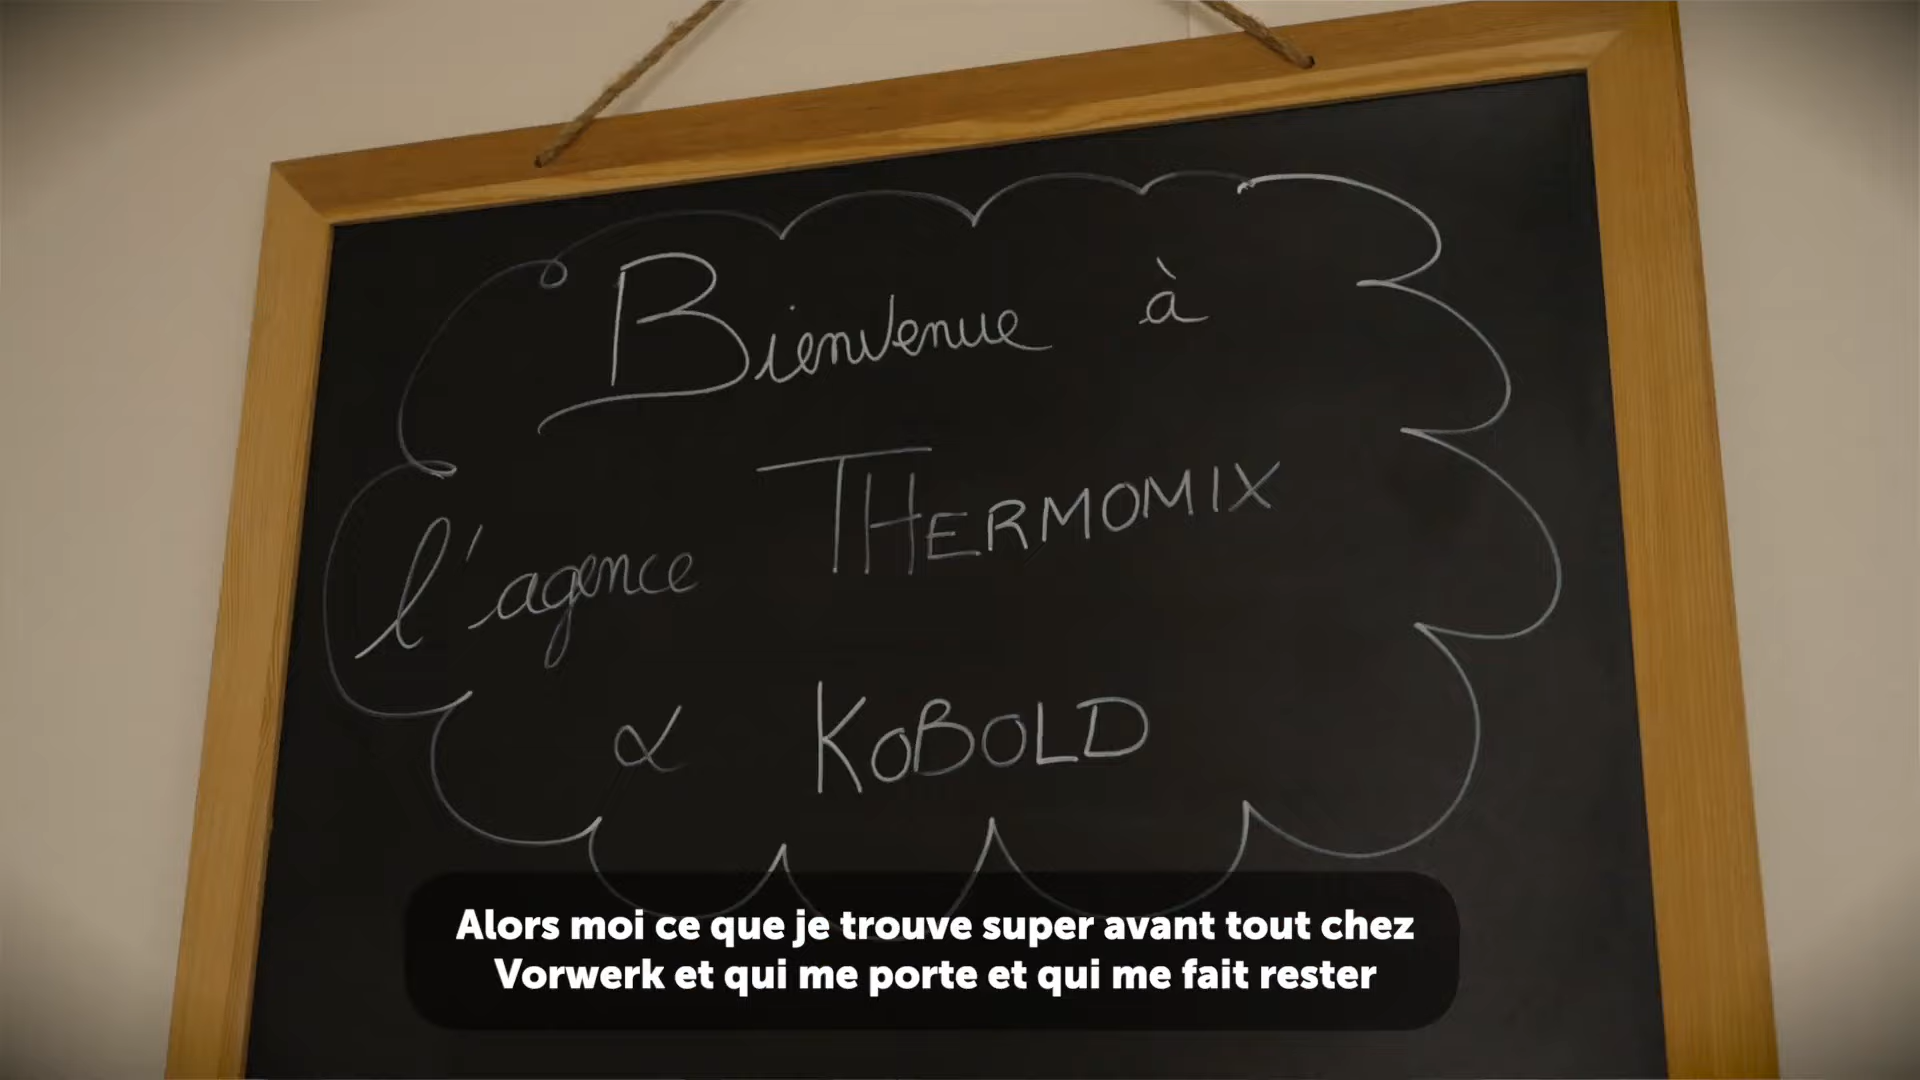 Bienvenue à
l'agence THERMOMIX
& KOBOLD
Alors moi ce que je trouve super avant tout chez
Vorwerk et qui me porte et qui me fait rester